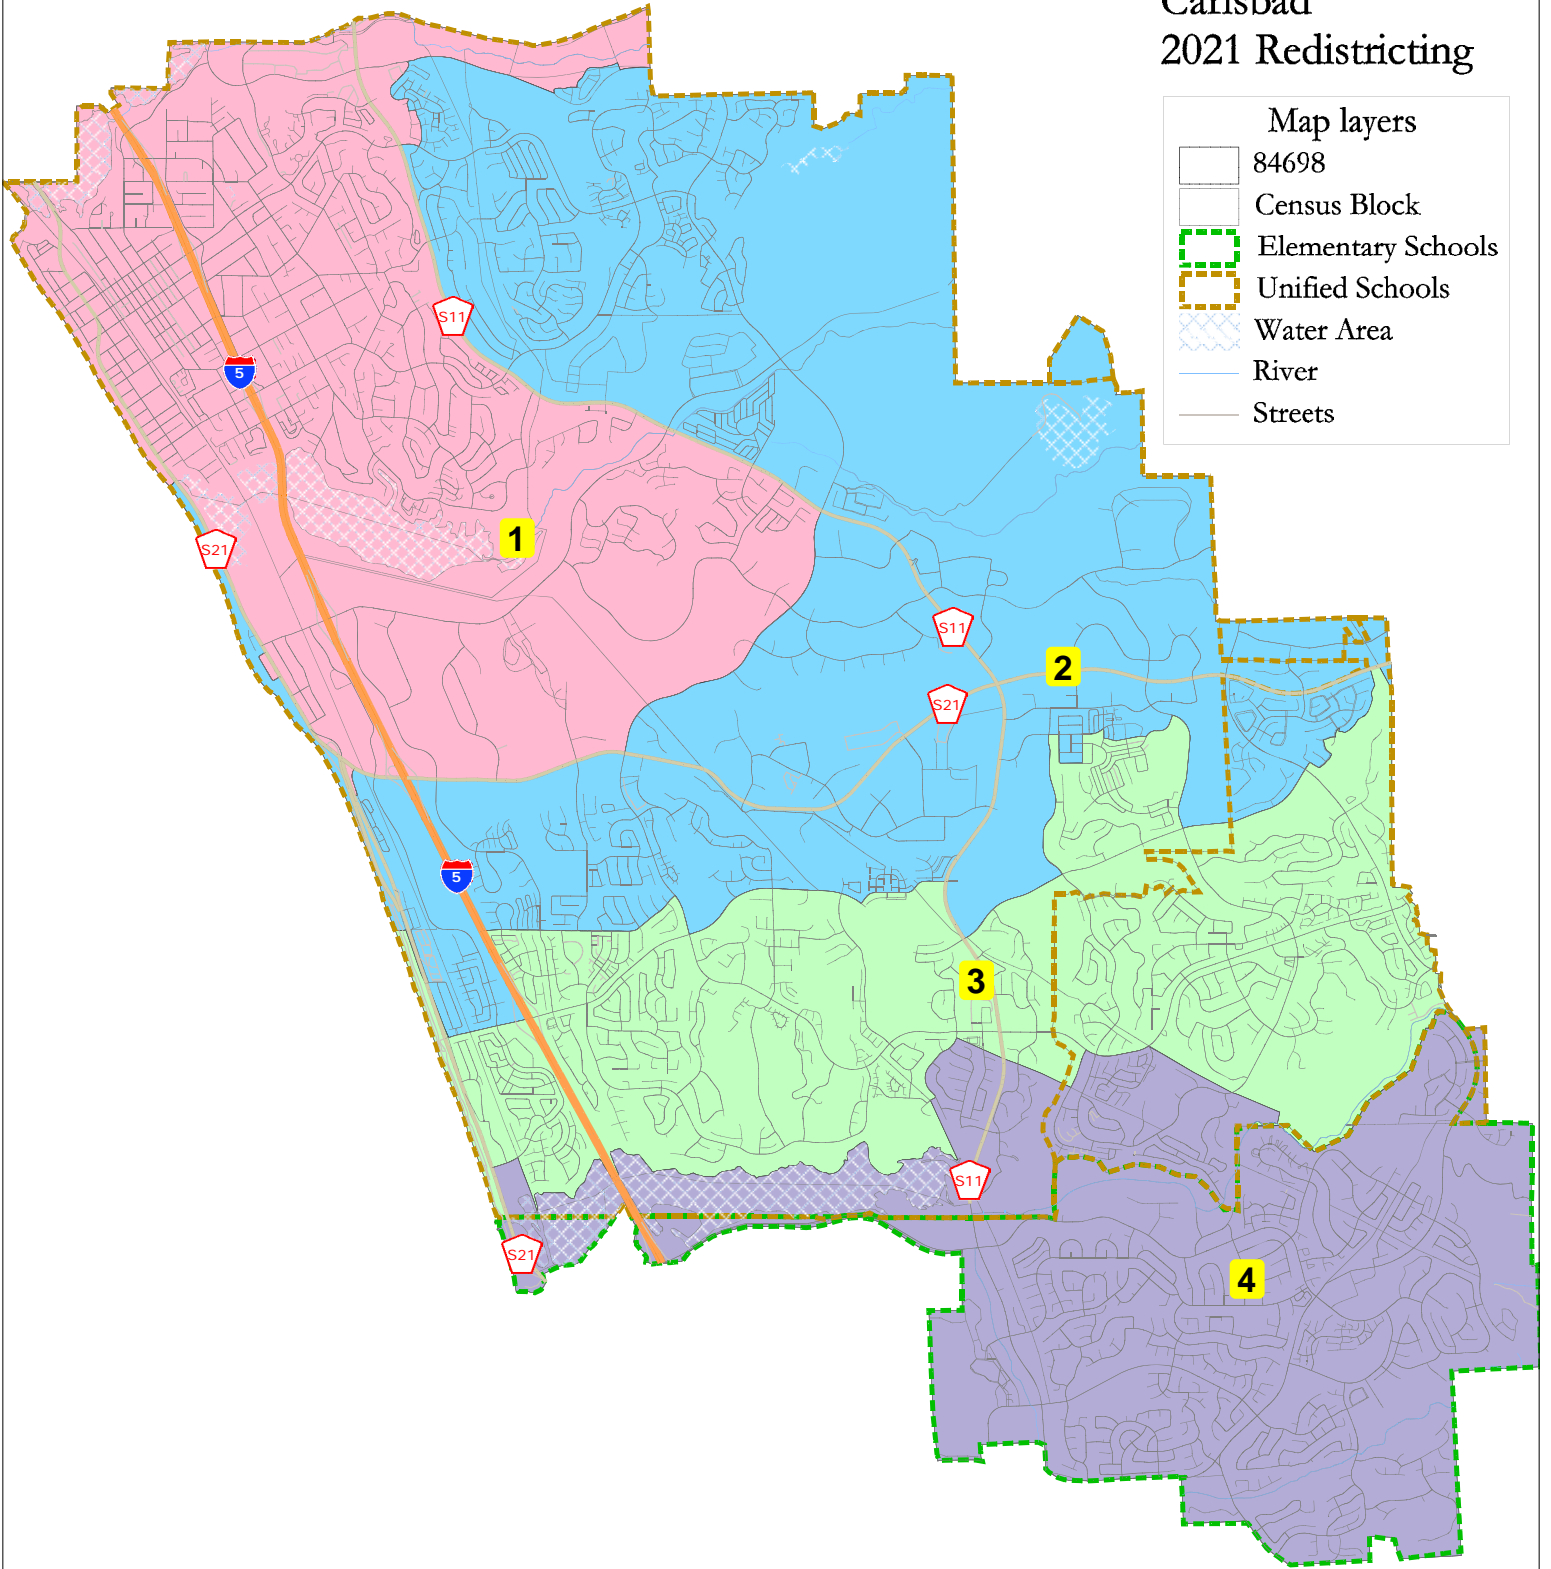 Carlsbad
2021 Redistricting
Map layers
84698
Census Block
Elementary Schools
Unified Schools
Water Area
River
Streets
S11
5
1
S21
S11
2
S21
5
3
S11
S21
4